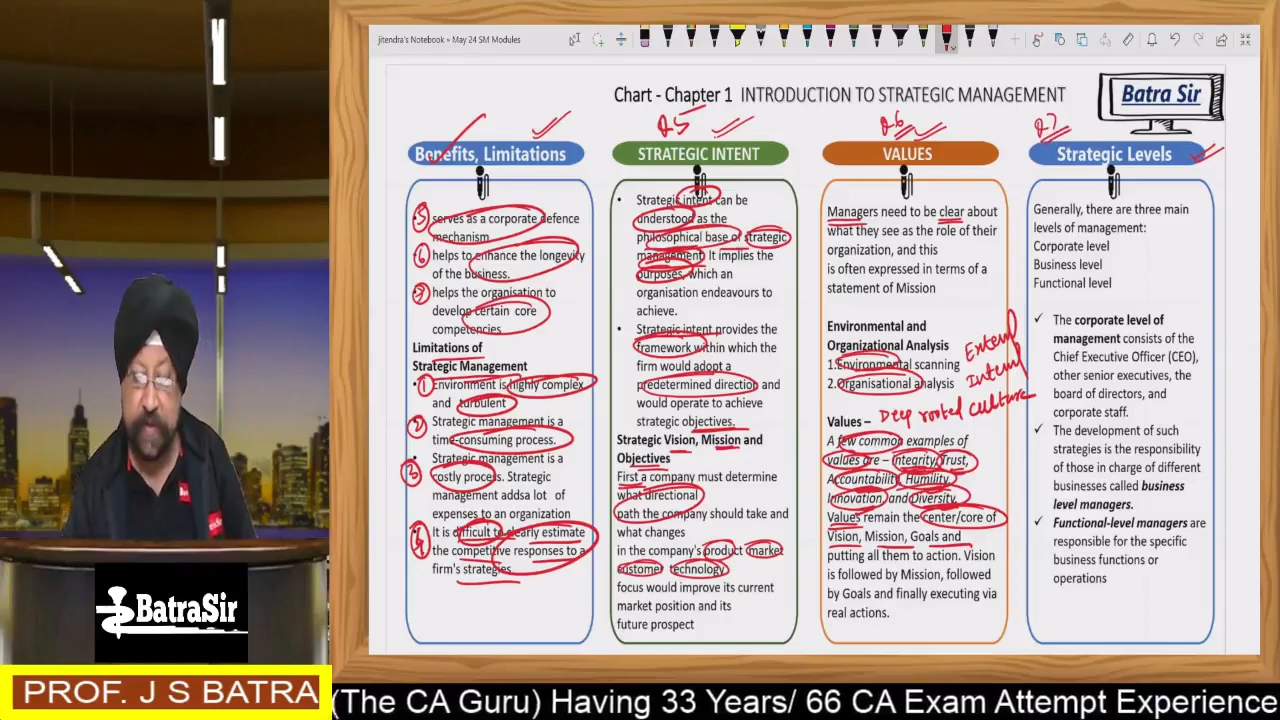 Jitendra's Notebook » May 24 SM Modules
Chart - Chapter 1 INTRODUCTION TO STRATEGIC MANAGEMENT
Batra Sir
Q5
Q6
Q7
Benefits, Limitations
5 serves as a corporate defence
mechanism
6 helps to enhance the longevity
of the business.
7 helps the organisation to
develop certain core
competencies
Limitations of
Strategic Management
1 Environment is highly complex
and turbulent
2 Strategic management is a
time-consuming process.
3 Strategic management is a
costly process. Strategic
management addsa lot of
expenses to an organization
4 It is difficult to clearly estimate
the competitive responses to a
firm's strategies
STRATEGIC INTENT
• Strategic intent can be
understood as the
philosophical base of strategic
management. It implies the
purposes, which an
organisation endeavours to
achieve.
• Strategic intent provides the
framework within which the
firm would adopt a
predetermined direction and
would operate to achieve
strategic objectives.
Strategic Vision, Mission and
Objectives
First a company must determine
what directional
path the company should take and
what changes
in the company's product market
customer technology
focus would improve its current
market position and its
future prospect
VALUES
Managers need to be clear about
what they see as the role of their
organization, and this
is often expressed in terms of a
statement of Mission
Environmental and
Organizational Analysis
1.Environmental scanning
2.Organisational analysis
External
Internal
Deep rooted culture
Values –
A few common examples of
values are – integrity, Trust,
Accountability, Humility,
Innovation, and Diversity.
Values remain the center/core of
Vision, Mission, Goals and
putting all them to action. Vision
is followed by Mission, followed
by Goals and finally executing via
real actions.
Strategic Levels
Generally, there are three main
levels of management:
Corporate level
Business level
Functional level
✓ The corporate level of
management consists of the
Chief Executive Officer (CEO),
other senior executives, the
board of directors, and
corporate staff.
✓ The development of such
strategies is the responsibility
of those in charge of different
businesses called business
level managers.
✓ Functional-level managers are
responsible for the specific
business functions or
operations
BatraSir
PROF. J S BATRA
(The CA Guru) Having 33 Years/ 66 CA Exam Attempt Experience